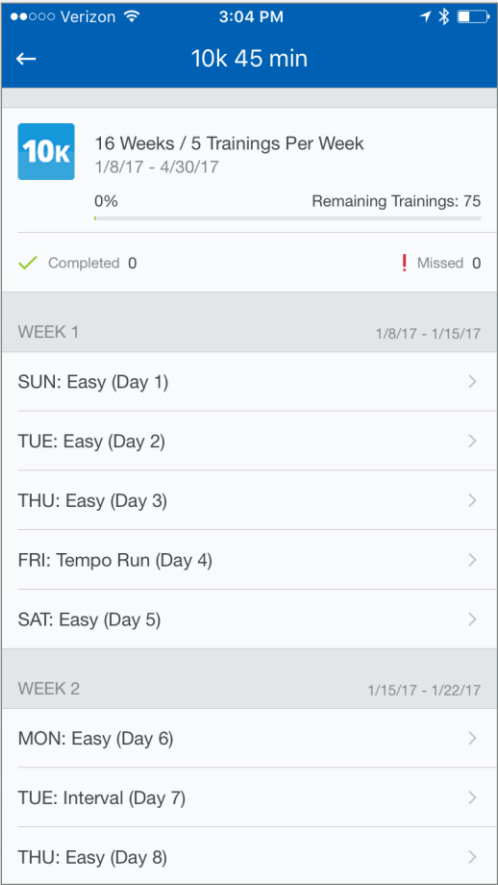 Verizon 3:04 PM
10k 45 min
10K
16 Weeks / 5 Trainings Per Week
1/8/17 - 4/30/17
0% Remaining Trainings: 75
Completed 0 Missed 0
WEEK 1 1/8/17 - 1/15/17
SUN: Easy (Day 1)
TUE: Easy (Day 2)
THU: Easy (Day 3)
FRI: Tempo Run (Day 4)
SAT: Easy (Day 5)
WEEK 2 1/15/17 - 1/22/17
MON: Easy (Day 6)
TUE: Interval (Day 7)
THU: Easy (Day 8)